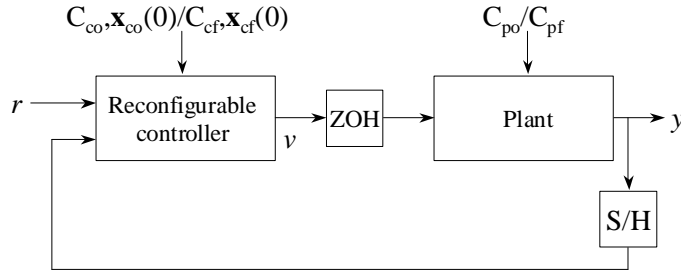 C_co,x_co(0)/C_cf,x_cf(0)
C_po/C_pf
r
Reconfigurable
controller
v
ZOH
Plant
y
S/H